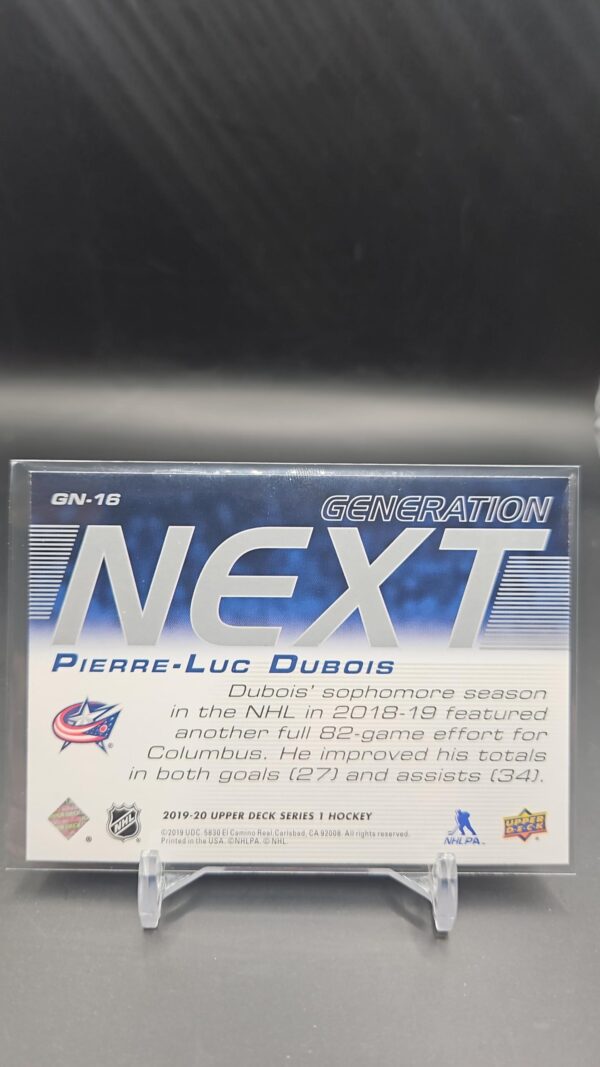 GN-16
GENERATION
NEXT
PIERRE-LUC DUBOIS
Dubois' sophomore season
in the NHL in 2018-19 featured
another full 82-game effort for
Columbus. He improved his totals
in both goals (27) and assists (34).
2019-20 UPPER DECK SERIES 1 HOCKEY
©2019 UDC. 5830 El Camino Real, Carlsbad, CA 92008. All rights reserved.
Printed in the USA. ©NHLPA. © NHL.
NHL
NHLPA
UPPER
DECK